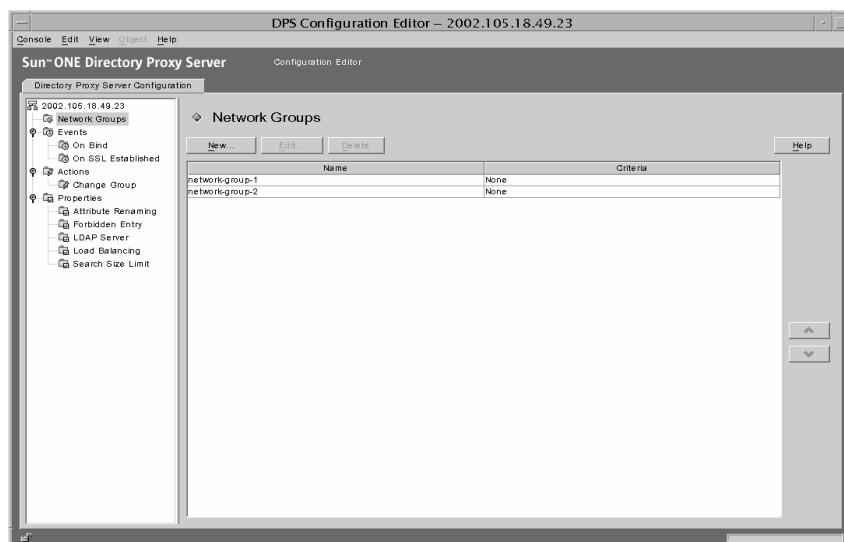 DPS Configuration Editor – 2002.105.18.49.23
Console Edit View Object Help
Sun™ ONE Directory Proxy Server Configuration Editor
Directory Proxy Server Configuration
2002.105.18.49.23
Network Groups
Events
On Bind
On SSL Established
Actions
Change Group
Properties
Attribute Renaming
Forbidden Entry
LDAP Server
Load Balancing
Search Size Limit
Network Groups
New... Edit... Delete Help
Name Criteria
network-group-1 None
network-group-2 None